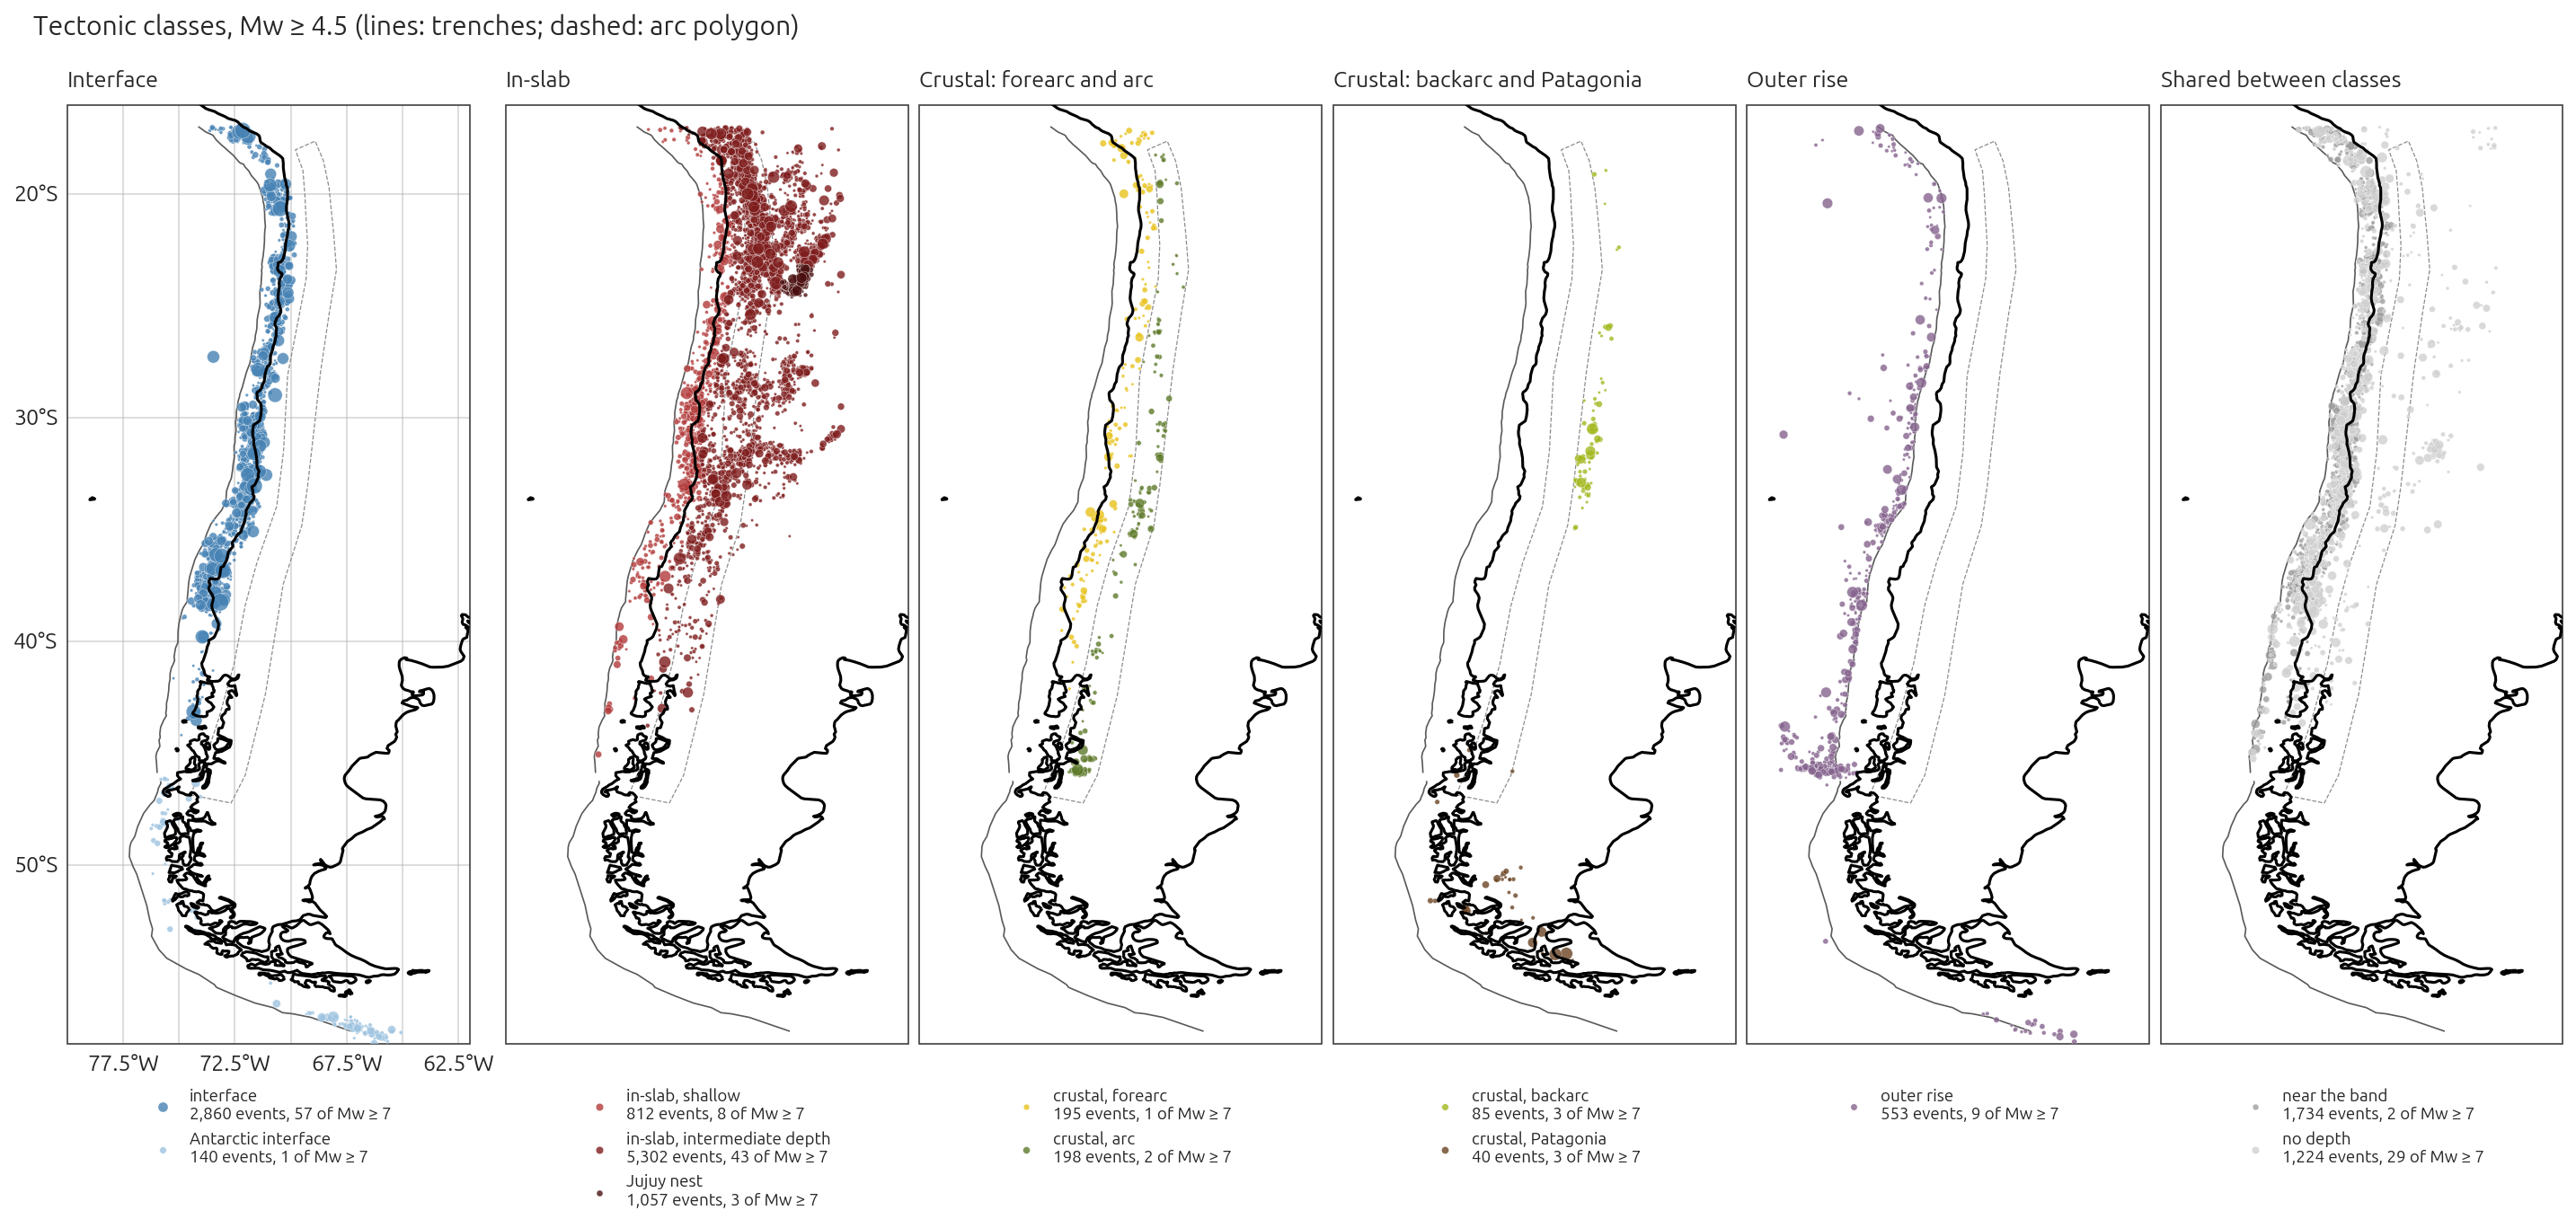 Tectonic classes, Mw ≥ 4.5 (lines: trenches; dashed: arc polygon)
Interface
In-slab
Crustal: forearc and arc
Crustal: backarc and Patagonia
Outer rise
Shared between classes
20°S
30°S
40°S
50°S
77.5°W
72.5°W
67.5°W
62.5°W
interface
2,860 events, 57 of Mw ≥ 7
Antarctic interface
140 events, 1 of Mw ≥ 7
in-slab, shallow
812 events, 8 of Mw ≥ 7
in-slab, intermediate depth
5,302 events, 43 of Mw ≥ 7
Jujuy nest
1,057 events, 3 of Mw ≥ 7
crustal, forearc
195 events, 1 of Mw ≥ 7
crustal, arc
198 events, 2 of Mw ≥ 7
crustal, backarc
85 events, 3 of Mw ≥ 7
crustal, Patagonia
40 events, 3 of Mw ≥ 7
outer rise
553 events, 9 of Mw ≥ 7
near the band
1,734 events, 2 of Mw ≥ 7
no depth
1,224 events, 29 of Mw ≥ 7